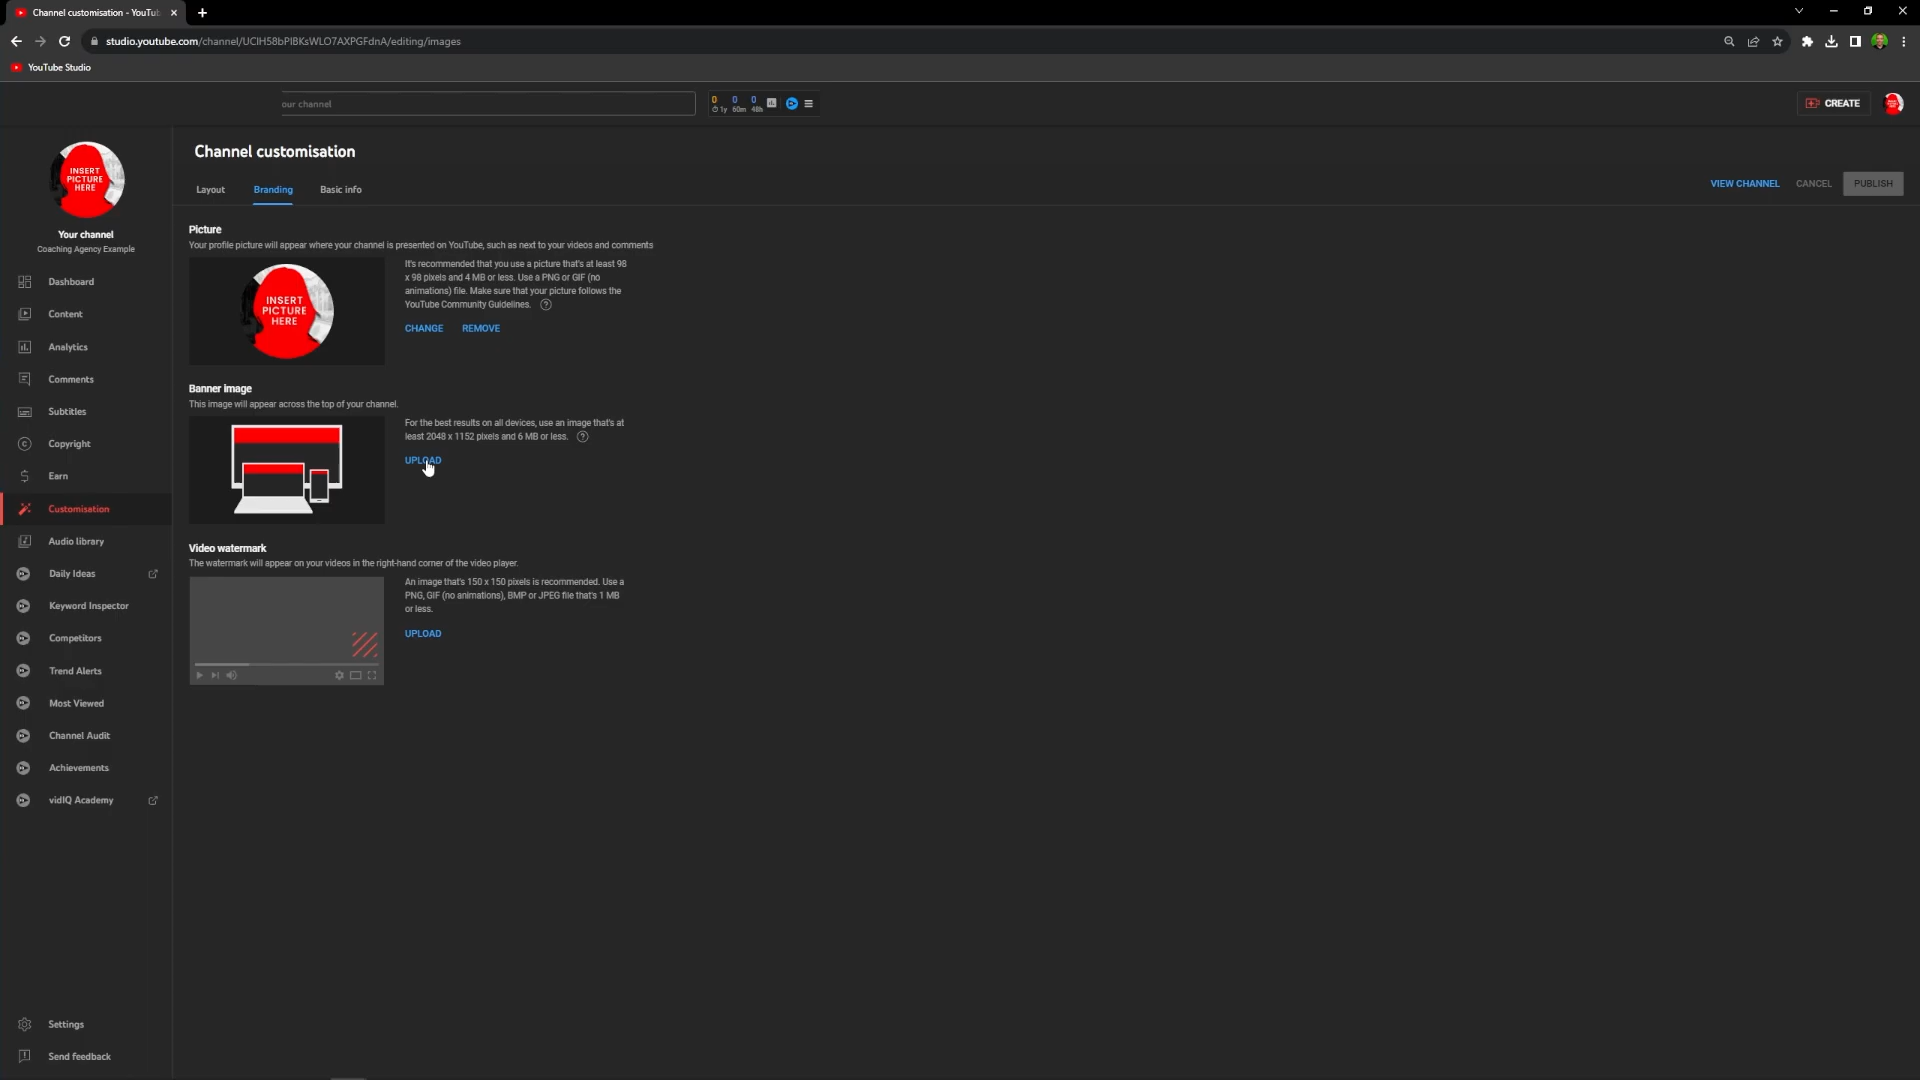 Channel customisation - YouTu
studio.youtube.com/channel/UCIH58bPIBKsWLO7AXPGFdnA/editing/images
YouTube Studio
our channel
0 0 0
1y 60m 48h
CREATE
INSERT
PICTURE
HERE
Your channel
Coaching Agency Example
Dashboard
Content
Analytics
Comments
Subtitles
Copyright
Earn
Customisation
Audio library
Daily Ideas
Keyword Inspector
Competitors
Trend Alerts
Most Viewed
Channel Audit
Achievements
vidIQ Academy
Settings
Send feedback
Channel customisation
Layout Branding Basic info
VIEW CHANNEL CANCEL PUBLISH
Picture
Your profile picture will appear where your channel is presented on YouTube, such as next to your videos and comments
INSERT
PICTURE
HERE
It's recommended that you use a picture that's at least 98
x 98 pixels and 4 MB or less. Use a PNG or GIF (no
animations) file. Make sure that your picture follows the
YouTube Community Guidelines. ?
CHANGE REMOVE
Banner image
This image will appear across the top of your channel.
For the best results on all devices, use an image that's at
least 2048 x 1152 pixels and 6 MB or less. ?
UPLOAD
Video watermark
The watermark will appear on your videos in the right-hand corner of the video player.
An image that's 150 x 150 pixels is recommended. Use a
PNG, GIF (no animations), BMP or JPEG file that's 1 MB
or less.
UPLOAD